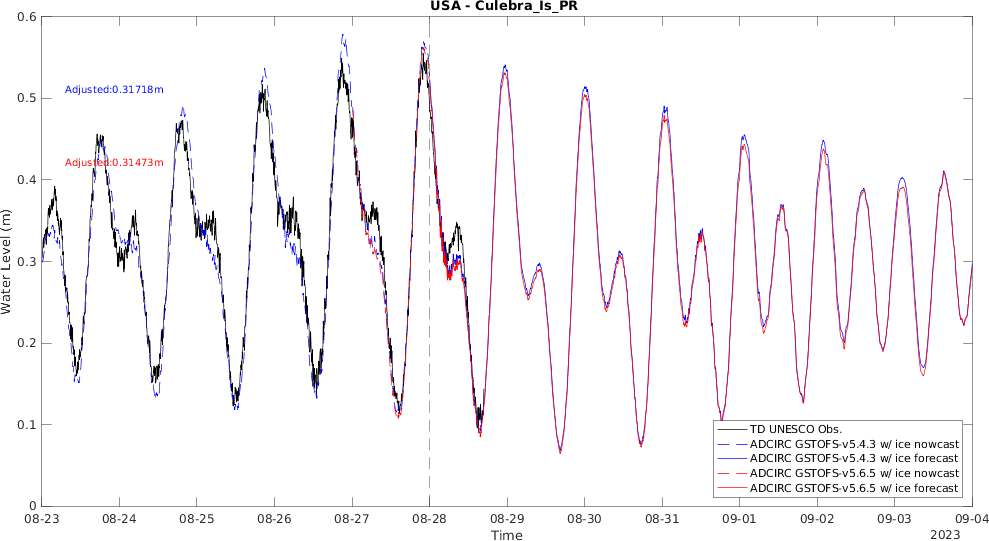 USA - Culebra_Is_PR
0.6
0.5
0.4
0.3
0.2
0.1
0
Water Level (m)
Adjusted:0.31718m
Adjusted:0.31473m
TD UNESCO Obs.
ADCIRC GSTOFS-v5.4.3 w/ ice nowcast
ADCIRC GSTOFS-v5.4.3 w/ ice forecast
ADCIRC GSTOFS-v5.6.5 w/ ice nowcast
ADCIRC GSTOFS-v5.6.5 w/ ice forecast
08-23 08-24 08-25 08-26 08-27 08-28 08-29 08-30 08-31 09-01 09-02 09-03 09-04
Time
2023